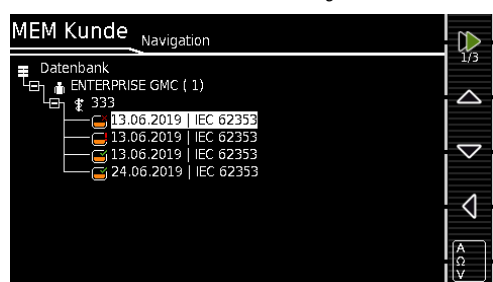 MEM Kunde Navigation
1/3
Datenbank
ENTERPRISE GMC ( 1)
333
13.06.2019 | IEC 62353
13.06.2019 | IEC 62353
13.06.2019 | IEC 62353
24.06.2019 | IEC 62353
A
Ω
V